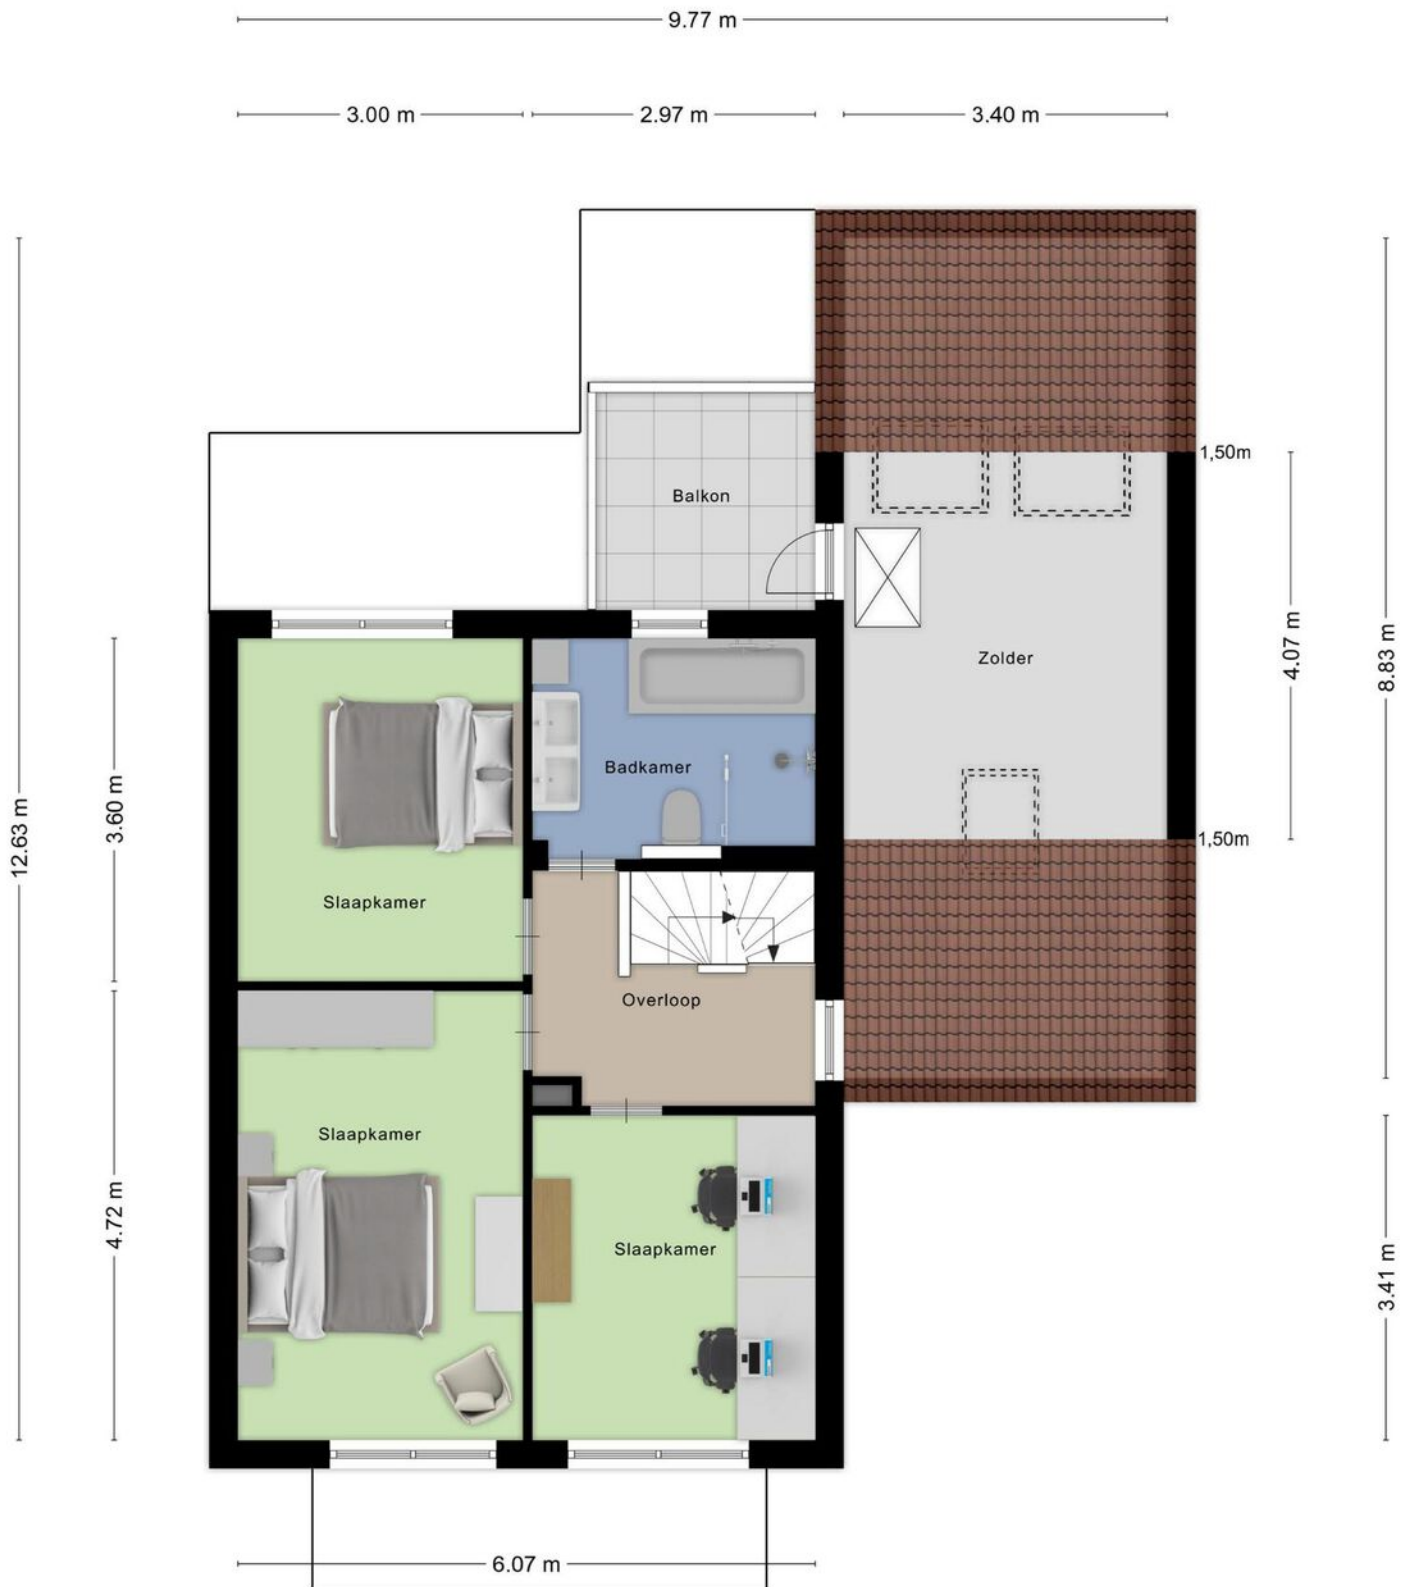 9.77 m
3.00 m
2.97 m
3.40 m
1,50m
Balkon
12.63 m
3.60 m
4.07 m
8.83 m
Zolder
Badkamer
1,50m
Slaapkamer
Overloop
Slaapkamer
4.72 m
Slaapkamer
3.41 m
6.07 m